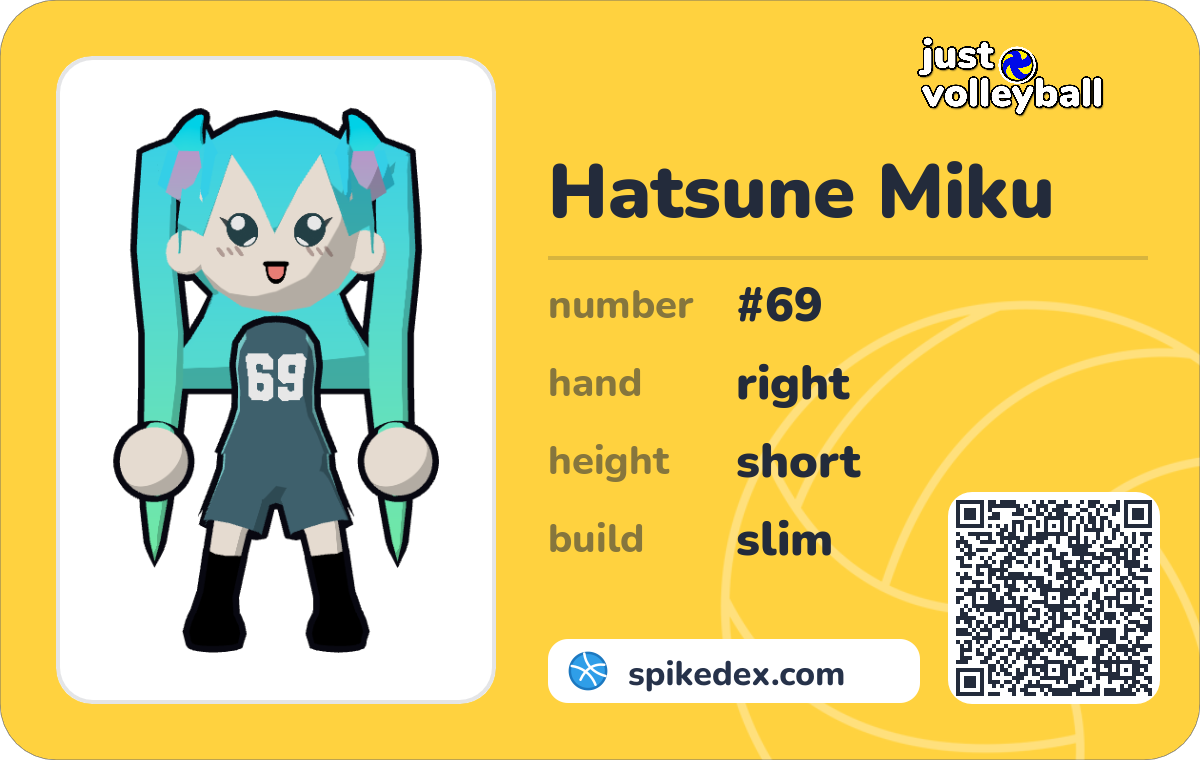 just
volleyball
Hatsune Miku
number #69
hand right
height short
build slim
69
spikedex.com